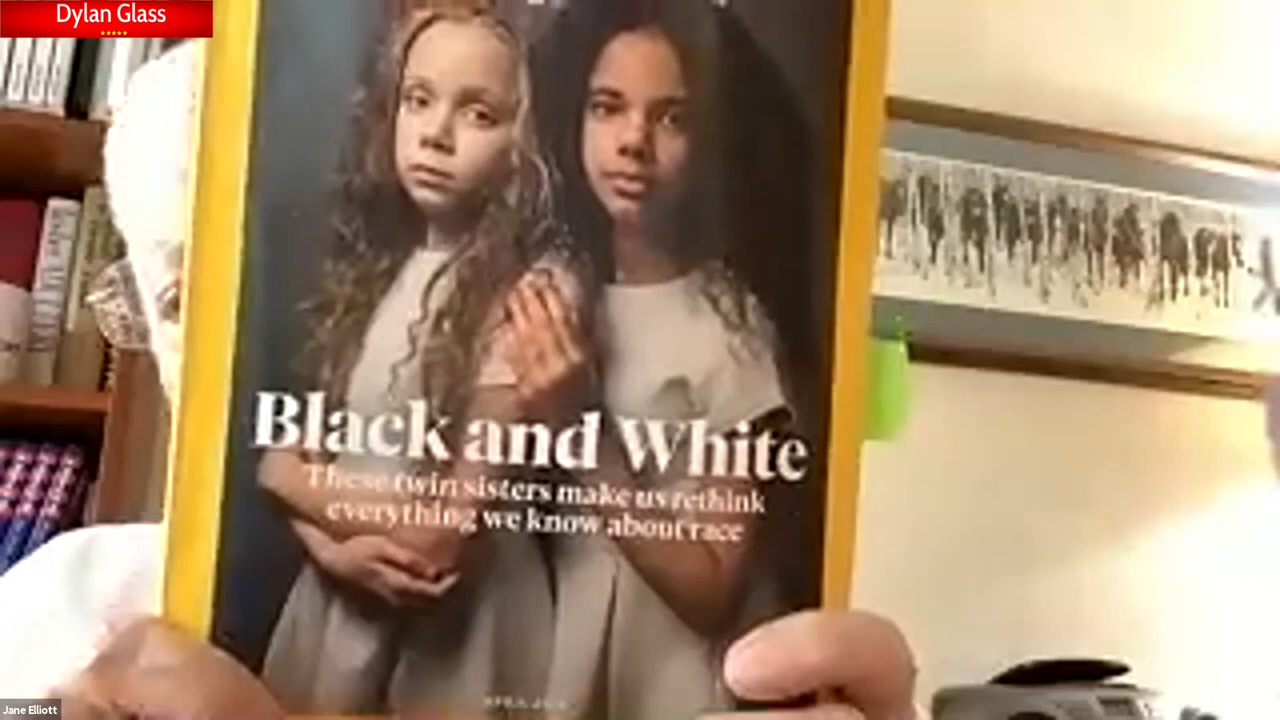 Dylan Glass
Black and White
These twin sisters make us rethink
everything we know about race
Jane Elliott